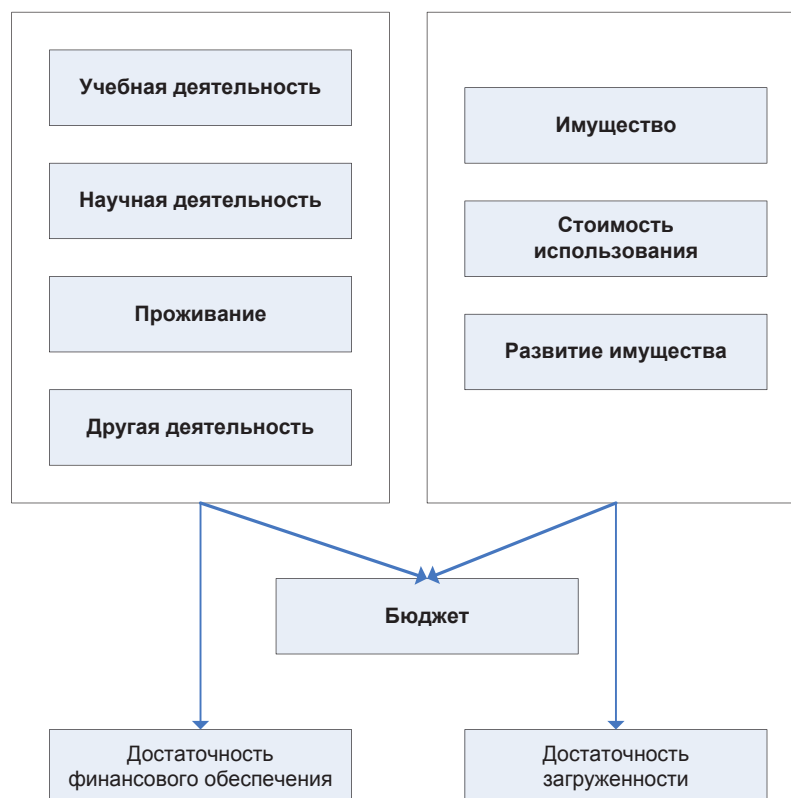 Учебная деятельность
Научная деятельность
Проживание
Другая деятельность
Имущество
Стоимость
использования
Развитие имущества
Бюджет
Достаточность
финансового обеспечения
Достаточность
загруженности